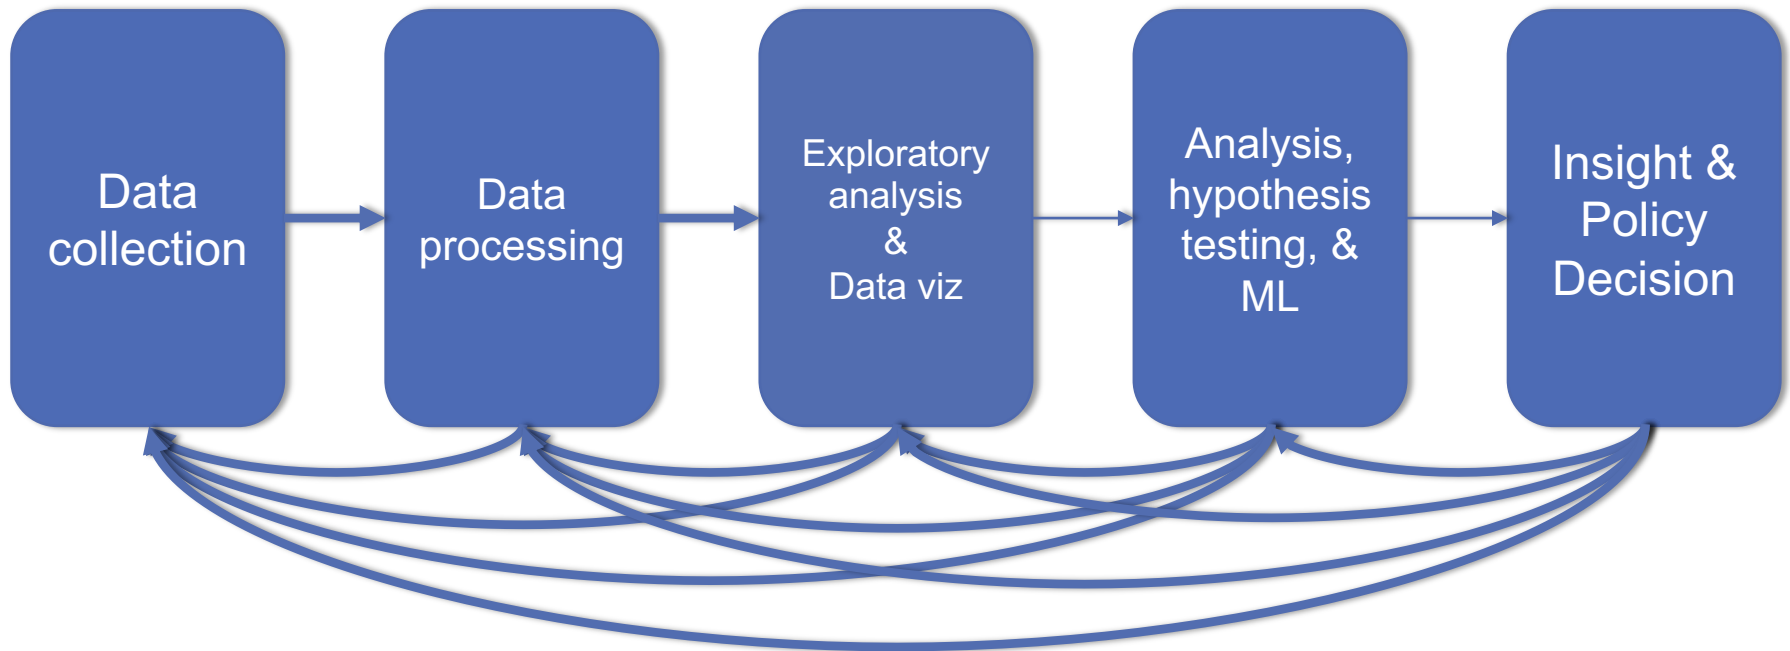 Data
collection
Data
processing
Exploratory
analysis
&
Data viz
Analysis,
hypothesis
testing, &
ML
Insight &
Policy
Decision